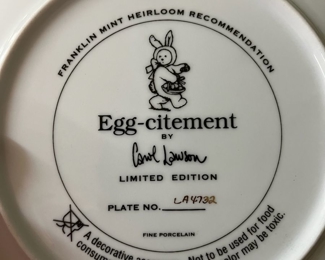 FRANKLIN MINT HEIRLOOM RECOMMENDATION
Egg-citement
BY
Carol Lawson
LIMITED EDITION
PLATE NO. LA4732
FINE PORCELAIN
A decorative Not to be used for food
consum may be toxic.